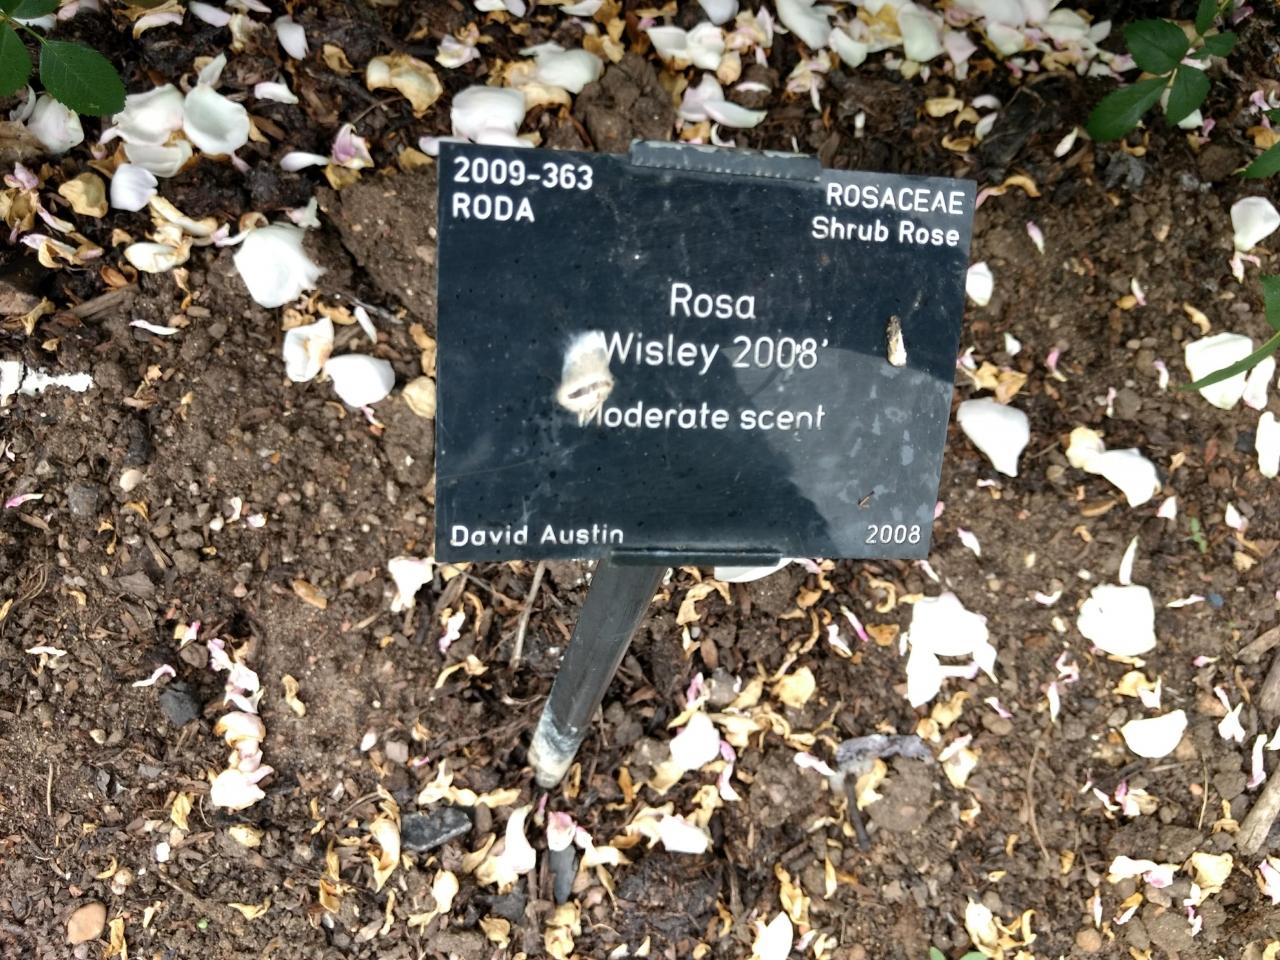 2009-363
RODA
ROSACEAE
Shrub Rose
Rosa
'Wisley 2008'
Moderate scent
David Austin
2008